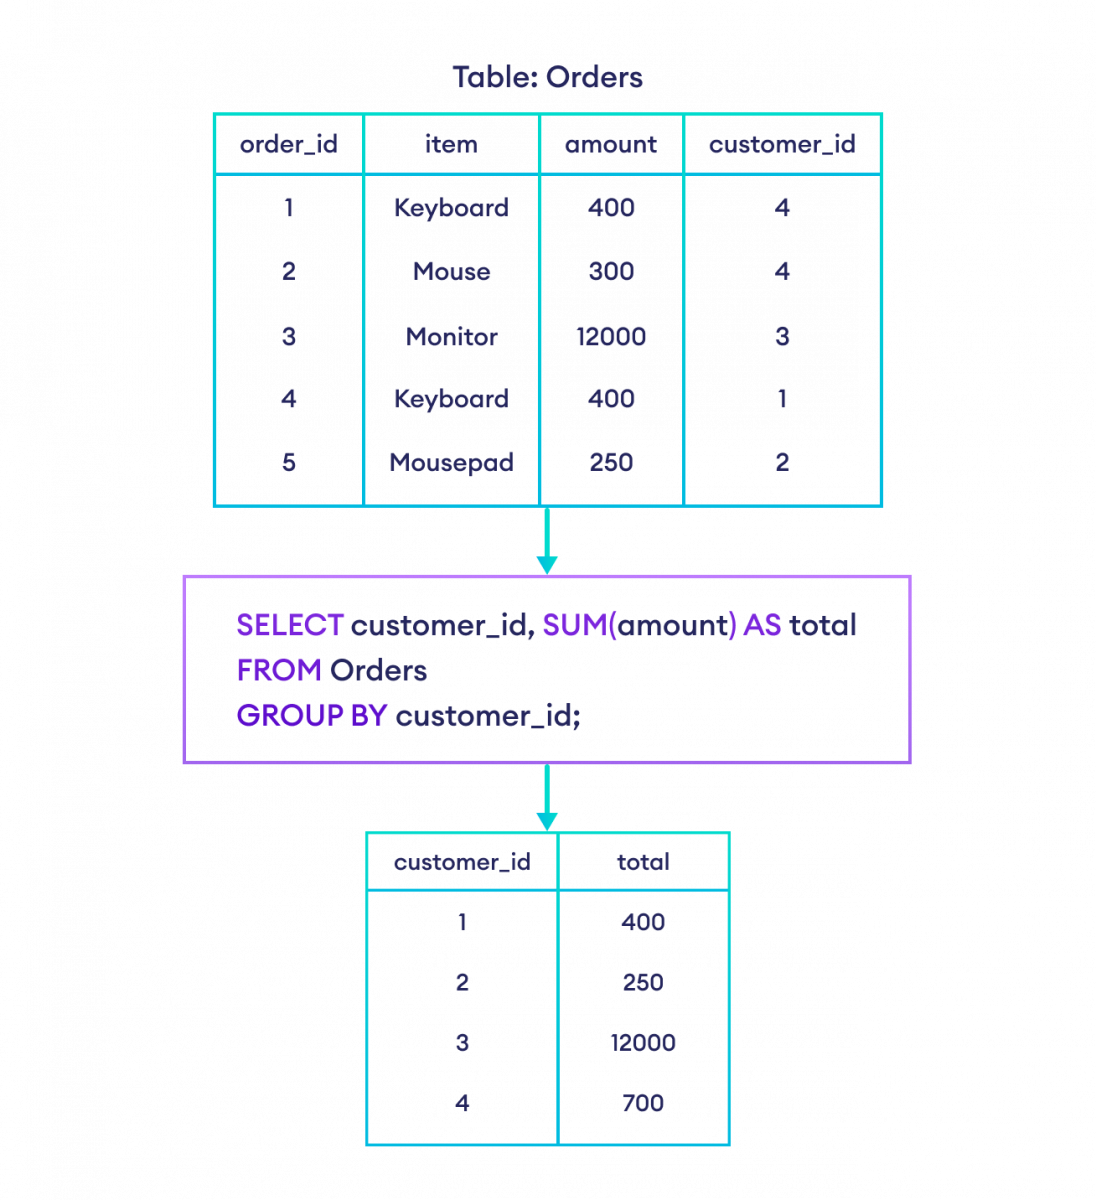 Table: Orders
order_id item amount customer_id
1 Keyboard 400 4
2 Mouse 300 4
3 Monitor 12000 3
4 Keyboard 400 1
5 Mousepad 250 2
SELECT customer_id, SUM(amount) AS total
FROM Orders
GROUP BY customer_id;
customer_id total
1 400
2 250
3 12000
4 700